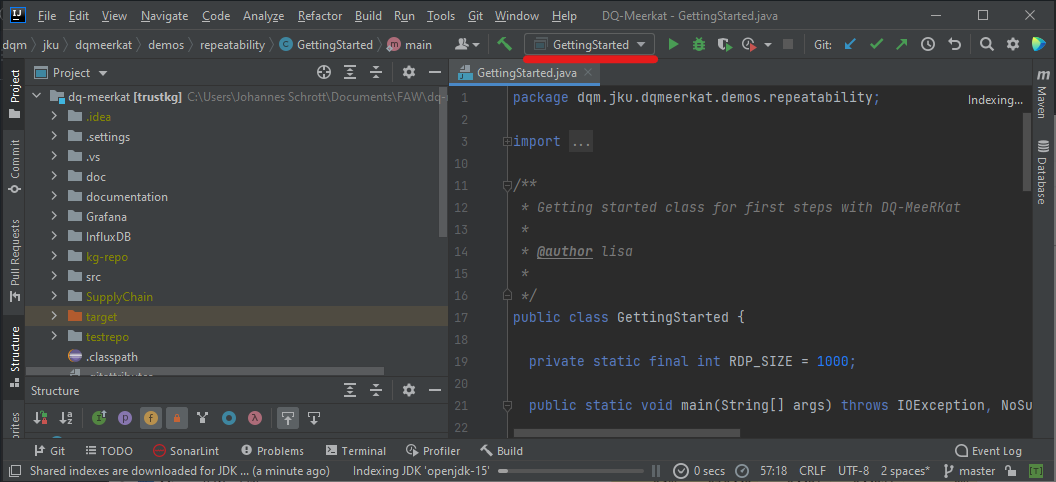 File Edit View Navigate Code Analyze Refactor Build Run Tools Git Window Help DQ-Meerkat - GettingStarted.java
dqm jku dqmeerkat demos repeatability GettingStarted main GettingStarted Git:
Project
Commit
Pull Requests
Structure
Project
dq-meerkat [trustkg] C:\Users\Johannes Schrott\Documents\FAW\dq-
.idea
.settings
.vs
doc
documentation
Grafana
InfluxDB
kg-repo
src
SupplyChain
target
testrepo
.classpath
.gitattributes
Structure
GettingStarted.java
1 package dqm.jku.dqmeerkat.demos.repeatability;
2
3 import ...
10
11 /**
12 * Getting started class for first steps with DQ-MeeRKat
13 *
14 * @author lisa
15 *
16 */
17 public class GettingStarted {
18
19 private static final int RDP_SIZE = 1000;
20
21 public static void main(String[] args) throws IOException, NoSu
22
Indexing...
Maven
Database
Git TODO SonarLint Problems Terminal Profiler Build Event Log
Shared indexes are downloaded for JDK ... (a minute ago) Indexing JDK 'openjdk-15' 0 secs 57:18 CRLF UTF-8 2 spaces* master